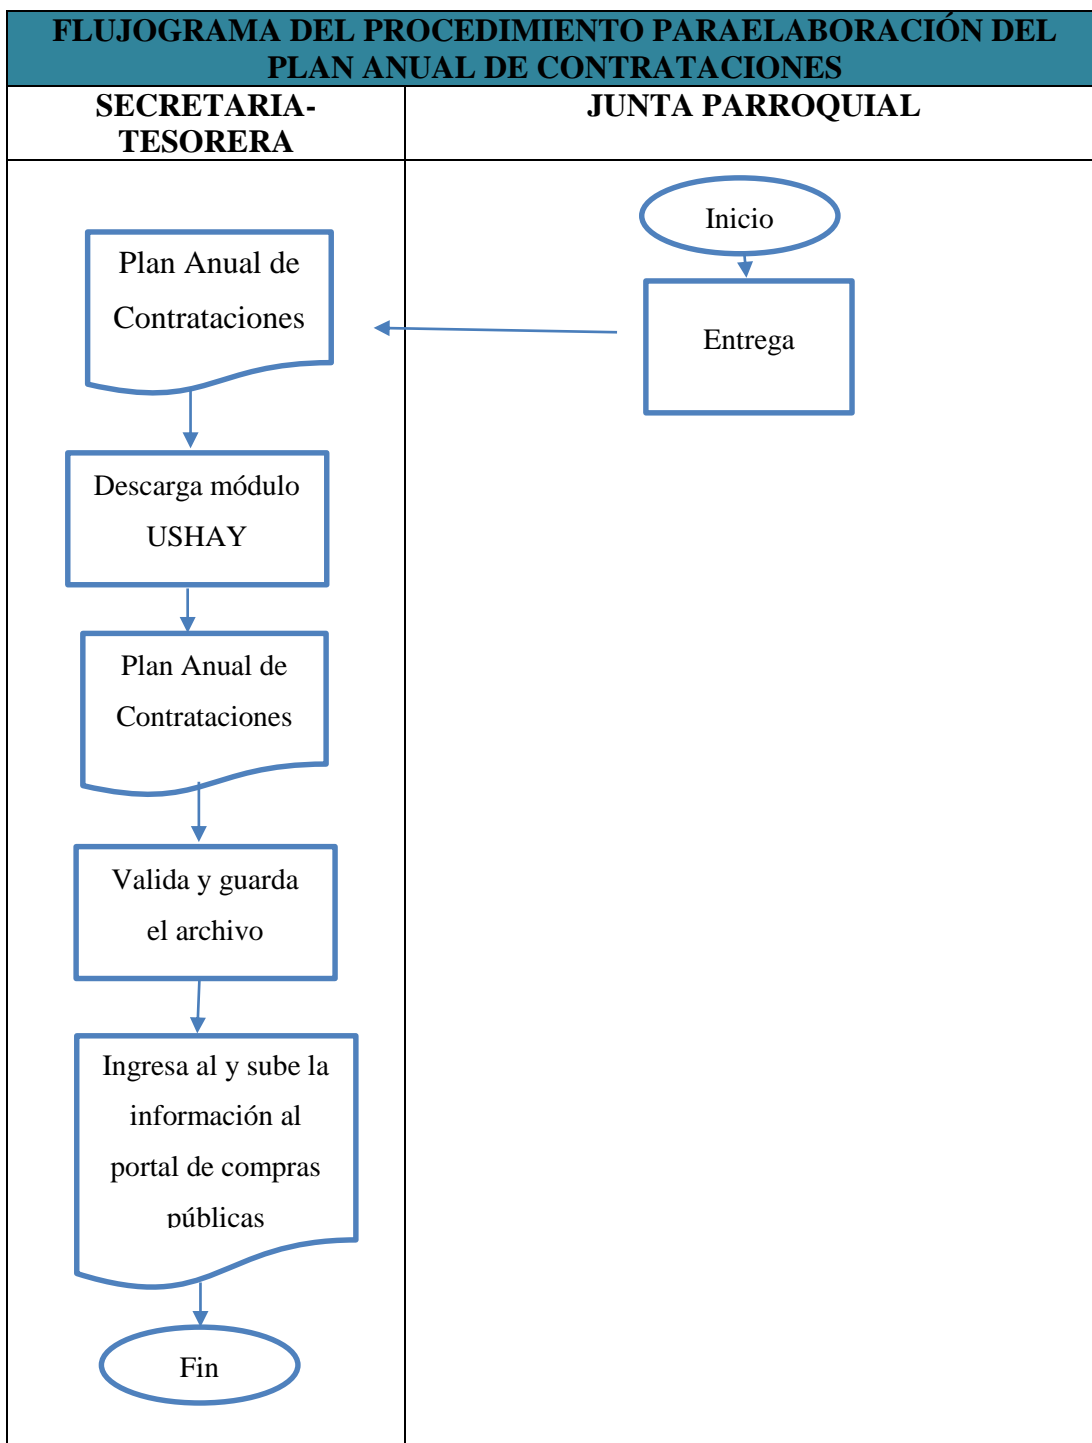 FLUJOGRAMA DEL PROCEDIMIENTO PARAELABORACIÓN DEL
PLAN ANUAL DE CONTRATACIONES
SECRETARIA-
TESORERA
JUNTA PARROQUIAL
Inicio
Entrega
Plan Anual de
Contrataciones
Descarga módulo
USHAY
Plan Anual de
Contrataciones
Valida y guarda
el archivo
Ingresa al y sube la
información al
portal de compras
públicas
Fin